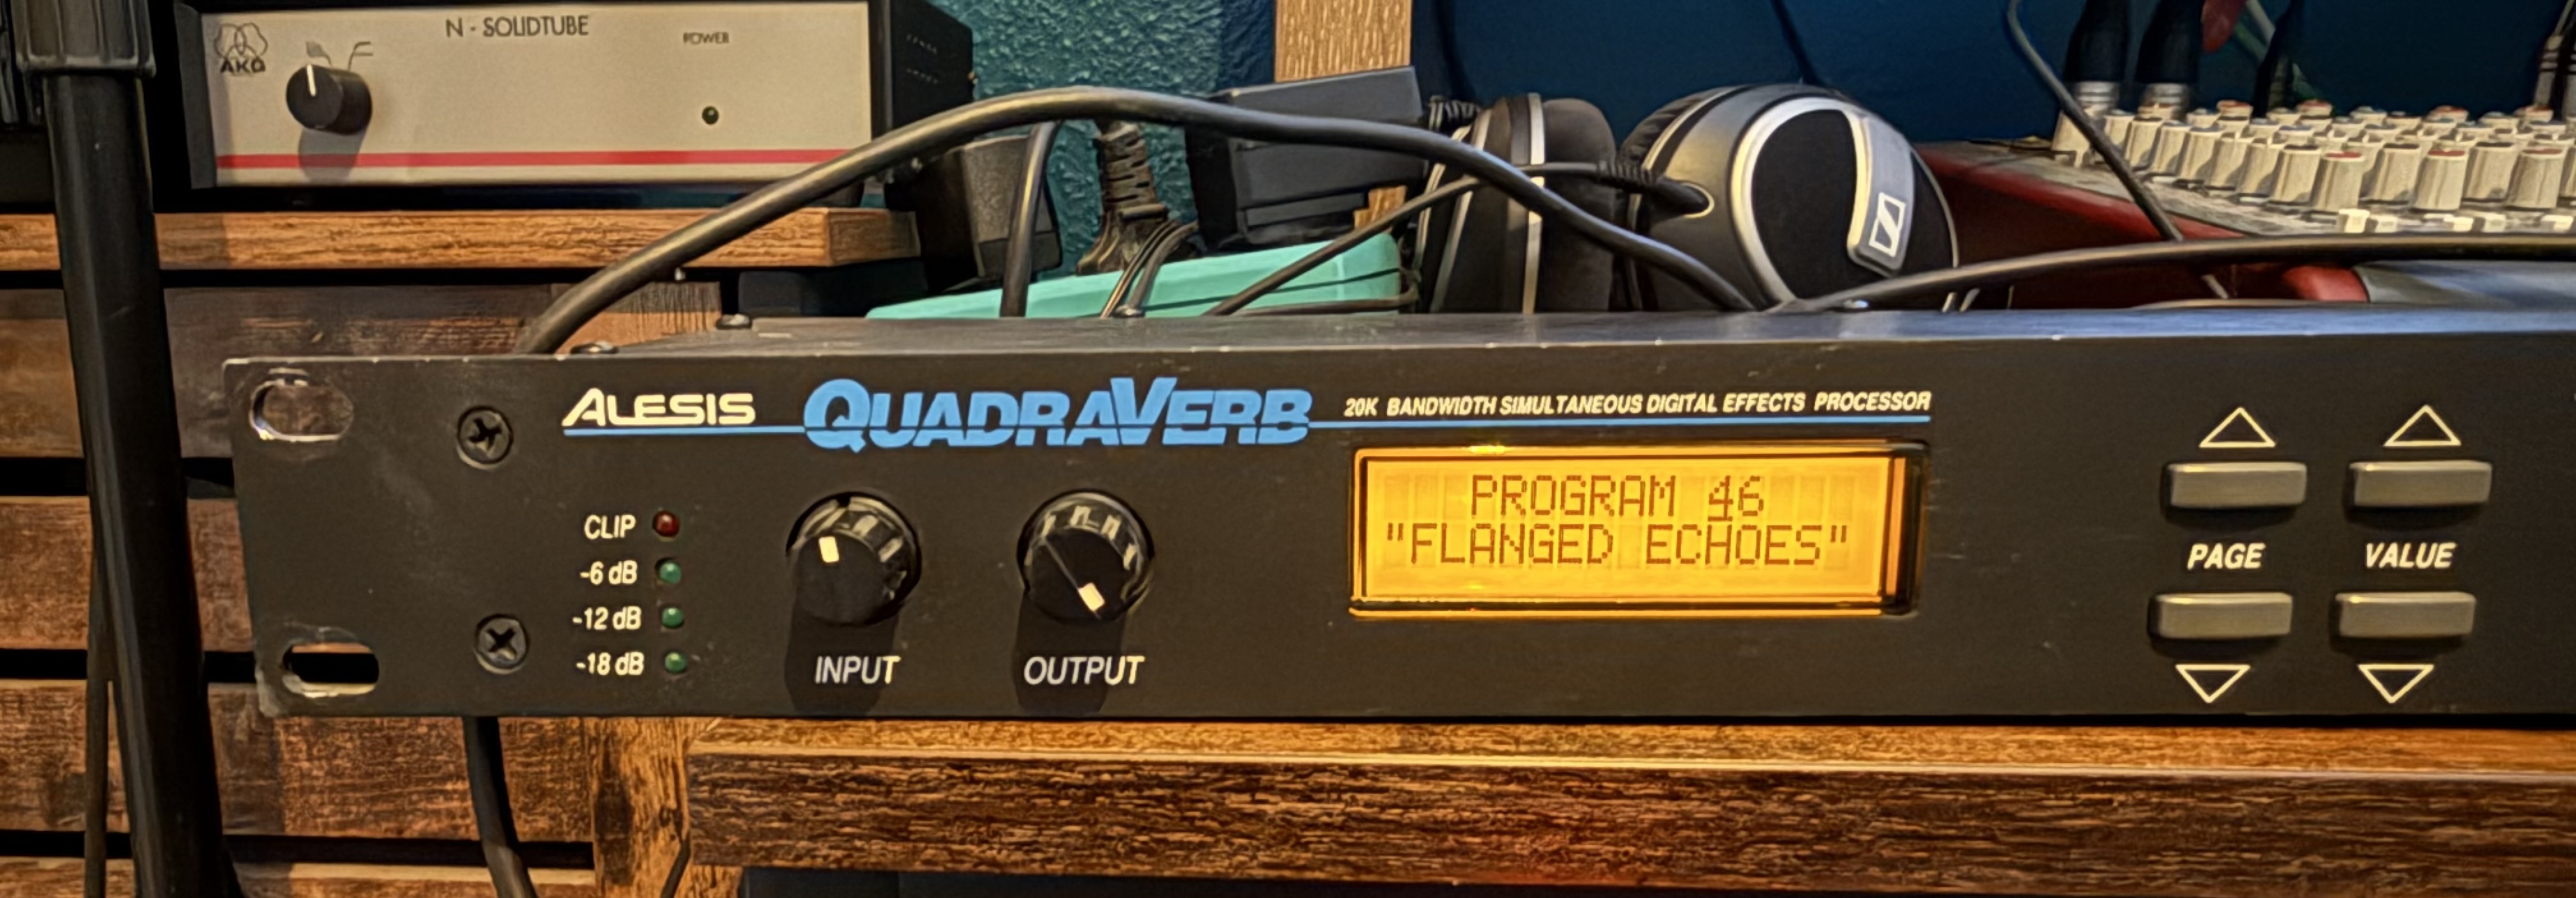 N - SOLIDTUBE
POWER
AKG
ALESIS QUADRAVERB 20K BANDWIDTH SIMULTANEOUS DIGITAL EFFECTS PROCESSOR
PROGRAM 46
"FLANGED ECHOES"
CLIP
-6 dB
-12 dB
-18 dB
INPUT
OUTPUT
PAGE
VALUE